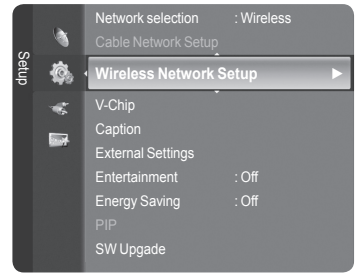 Setup
Network selection : Wireless
Cable Network Setup
Wireless Network Setup
V-Chip
Caption
External Settings
Entertainment : Off
Energy Saving : Off
PIP
SW Upgade